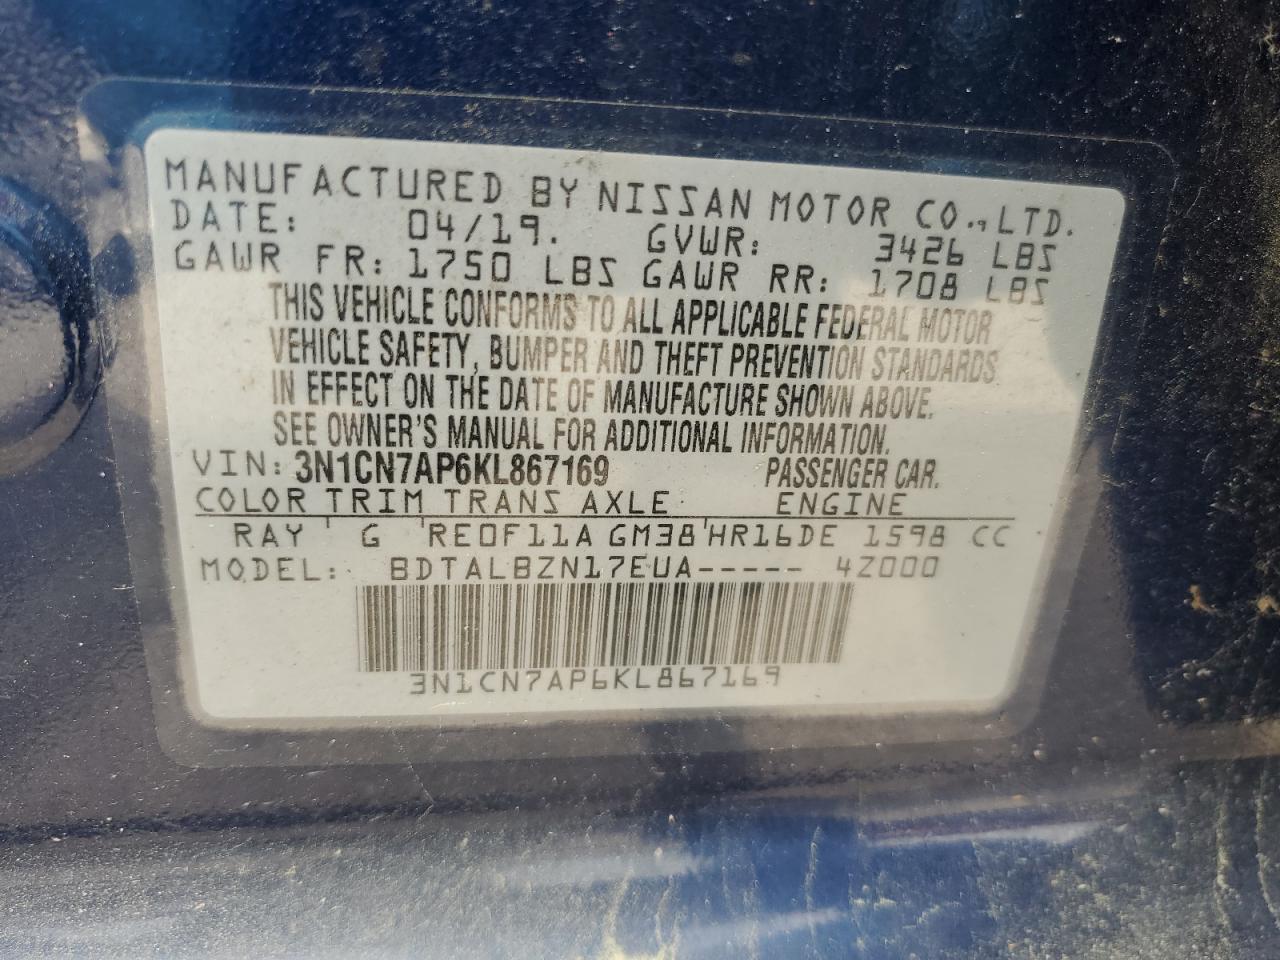 MANUFACTURED BY NISSAN MOTOR CO., LTD.
DATE: 04/19. GVWR: 3426 LBS
GAWR FR: 1750 LBS GAWR RR: 1708 LBS
THIS VEHICLE CONFORMS TO ALL APPLICABLE FEDERAL MOTOR
VEHICLE SAFETY, BUMPER AND THEFT PREVENTION STANDARDS
IN EFFECT ON THE DATE OF MANUFACTURE SHOWN ABOVE.
SEE OWNER'S MANUAL FOR ADDITIONAL INFORMATION.
VIN: 3N1CN7AP6KL867169 PASSENGER CAR.
COLOR TRIM TRANS AXLE ENGINE
RAY G RE0F11A GM38 HR16DE 1598 CC
MODEL: BDTALBZN17EUA----- 4Z000
3N1CN7AP6KL867169